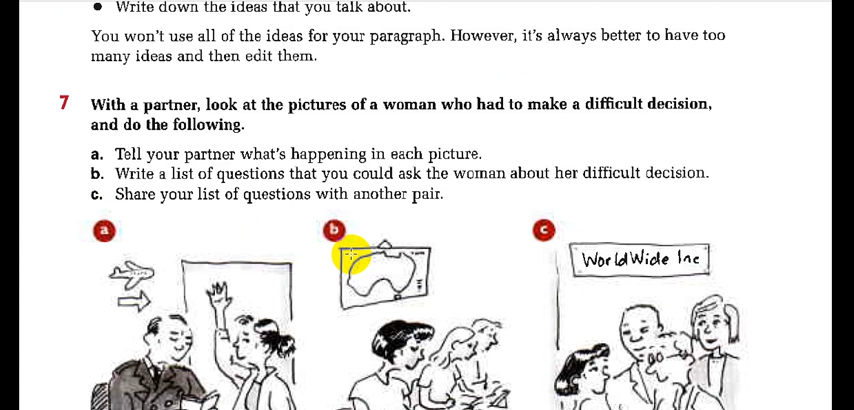 • Write down the ideas that you talk about.
You won't use all of the ideas for your paragraph. However, it's always better to have too
many ideas and then edit them.
7 With a partner, look at the pictures of a woman who had to make a difficult decision,
and do the following.
a. Tell your partner what's happening in each picture.
b. Write a list of questions that you could ask the woman about her difficult decision.
c. Share your list of questions with another pair.
a b c
WorldWide Inc